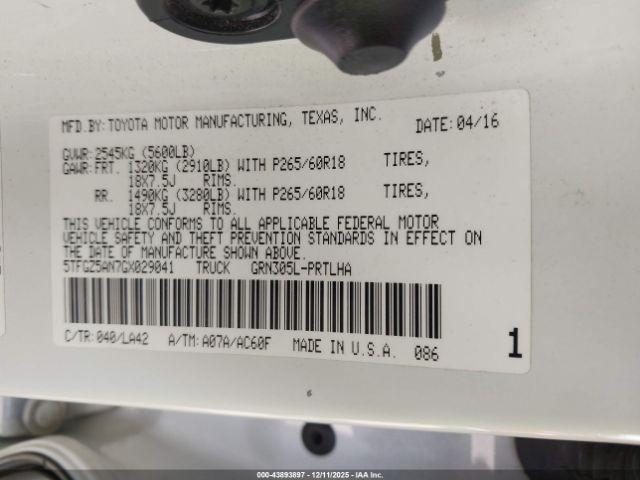 MFD.BY:TOYOTA MOTOR MANUFACTURING, TEXAS, INC. DATE:04/16
GVWR:2545KG (5600LB)
GAWR:FRT. 1320KG (2910LB) WITH P265/60R18 TIRES,
18X7.5J RIMS.
RR. 1490KG (3280LB) WITH P265/60R18 TIRES,
18X7.5J RIMS.
THIS VEHICLE CONFORMS TO ALL APPLICABLE FEDERAL MOTOR
VEHICLE SAFETY AND THEFT PREVENTION STANDARDS IN EFFECT ON
THE DATE OF MANUFACTURE SHOWN ABOVE.
5TFGZ5AN7GX029041 TRUCK GRN305L-PRTLHA
C/TR:040/LA42 A/TM:A07A/AC60F MADE IN U.S.A. 086 1
000-43893897 - 12/11/2025 - IAA Inc.